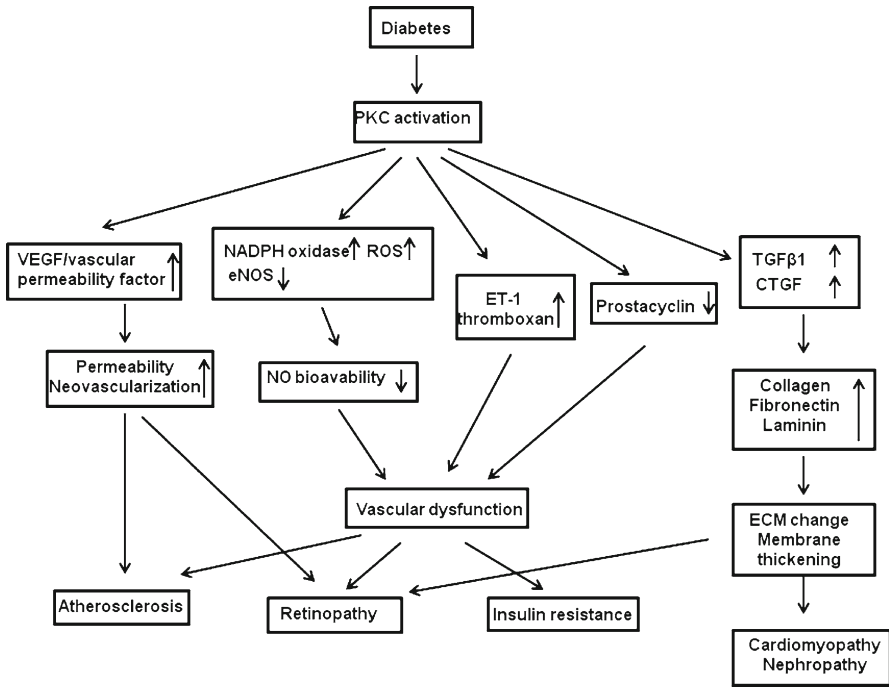 Diabetes
PKC activation
VEGF/vascular
permeability factor
NADPH oxidase ROS
eNOS
ET-1
thromboxan
Prostacyclin
TGFβ1
CTGF
Permeability
Neovascularization
NO bioavability
Collagen
Fibronectin
Laminin
Vascular dysfunction
ECM change
Membrane
thickening
Atherosclerosis
Retinopathy
Insulin resistance
Cardiomyopathy
Nephropathy